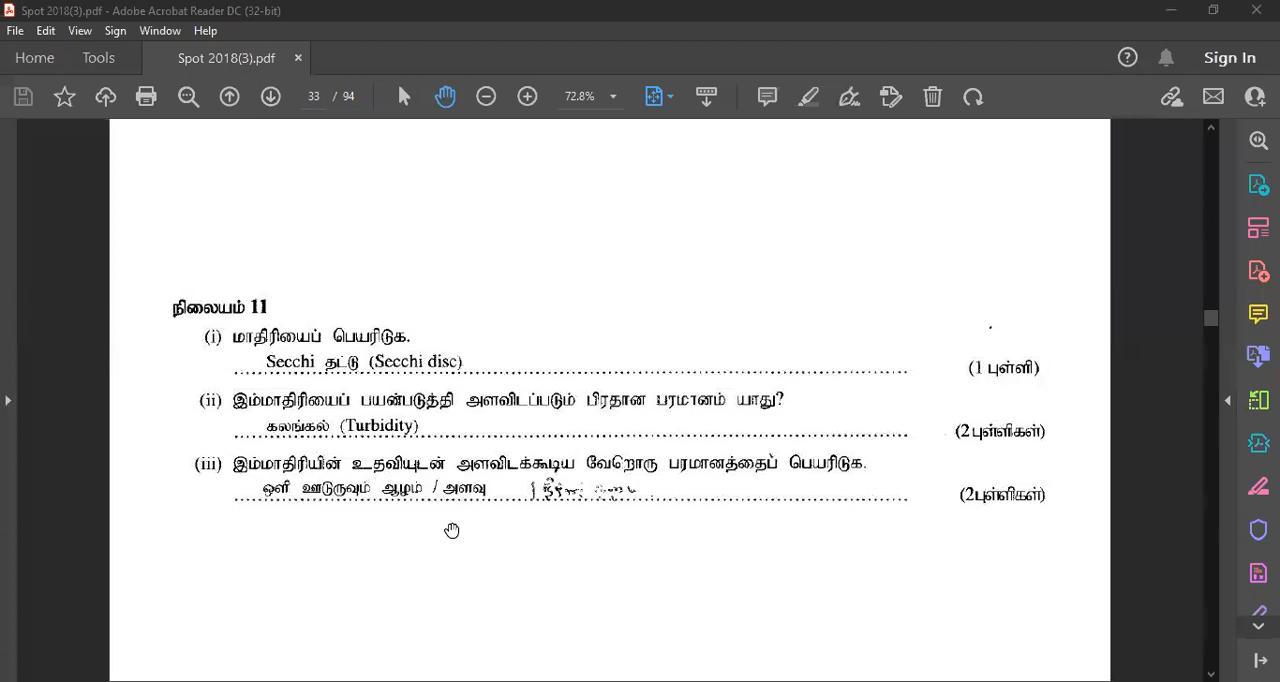 Spot 2018(3).pdf - Adobe Acrobat Reader DC (32-bit)
File Edit View Sign Window Help
Home Tools Spot 2018(3).pdf × Sign In
33 / 94 72.8%
நிலையம் 11
(i) மாதிரியைப் பெயரிடுக.
Secchi தட்டு (Secchi disc)
(1 புள்ளி)
(ii) இம்மாதிரியைப் பயன்படுத்தி அளவிடப்படும் பிரதான பரமானம் யாது?
கலங்கல் (Turbidity)
(2புள்ளிகள்)
(iii) இம்மாதிரியின் உதவியுடன் அளவிடக்கூடிய வேறொரு பரமானத்தைப் பெயரிடுக.
ஒளி ஊடுருவும் ஆழம் / அளவு
(2புள்ளிகள்)